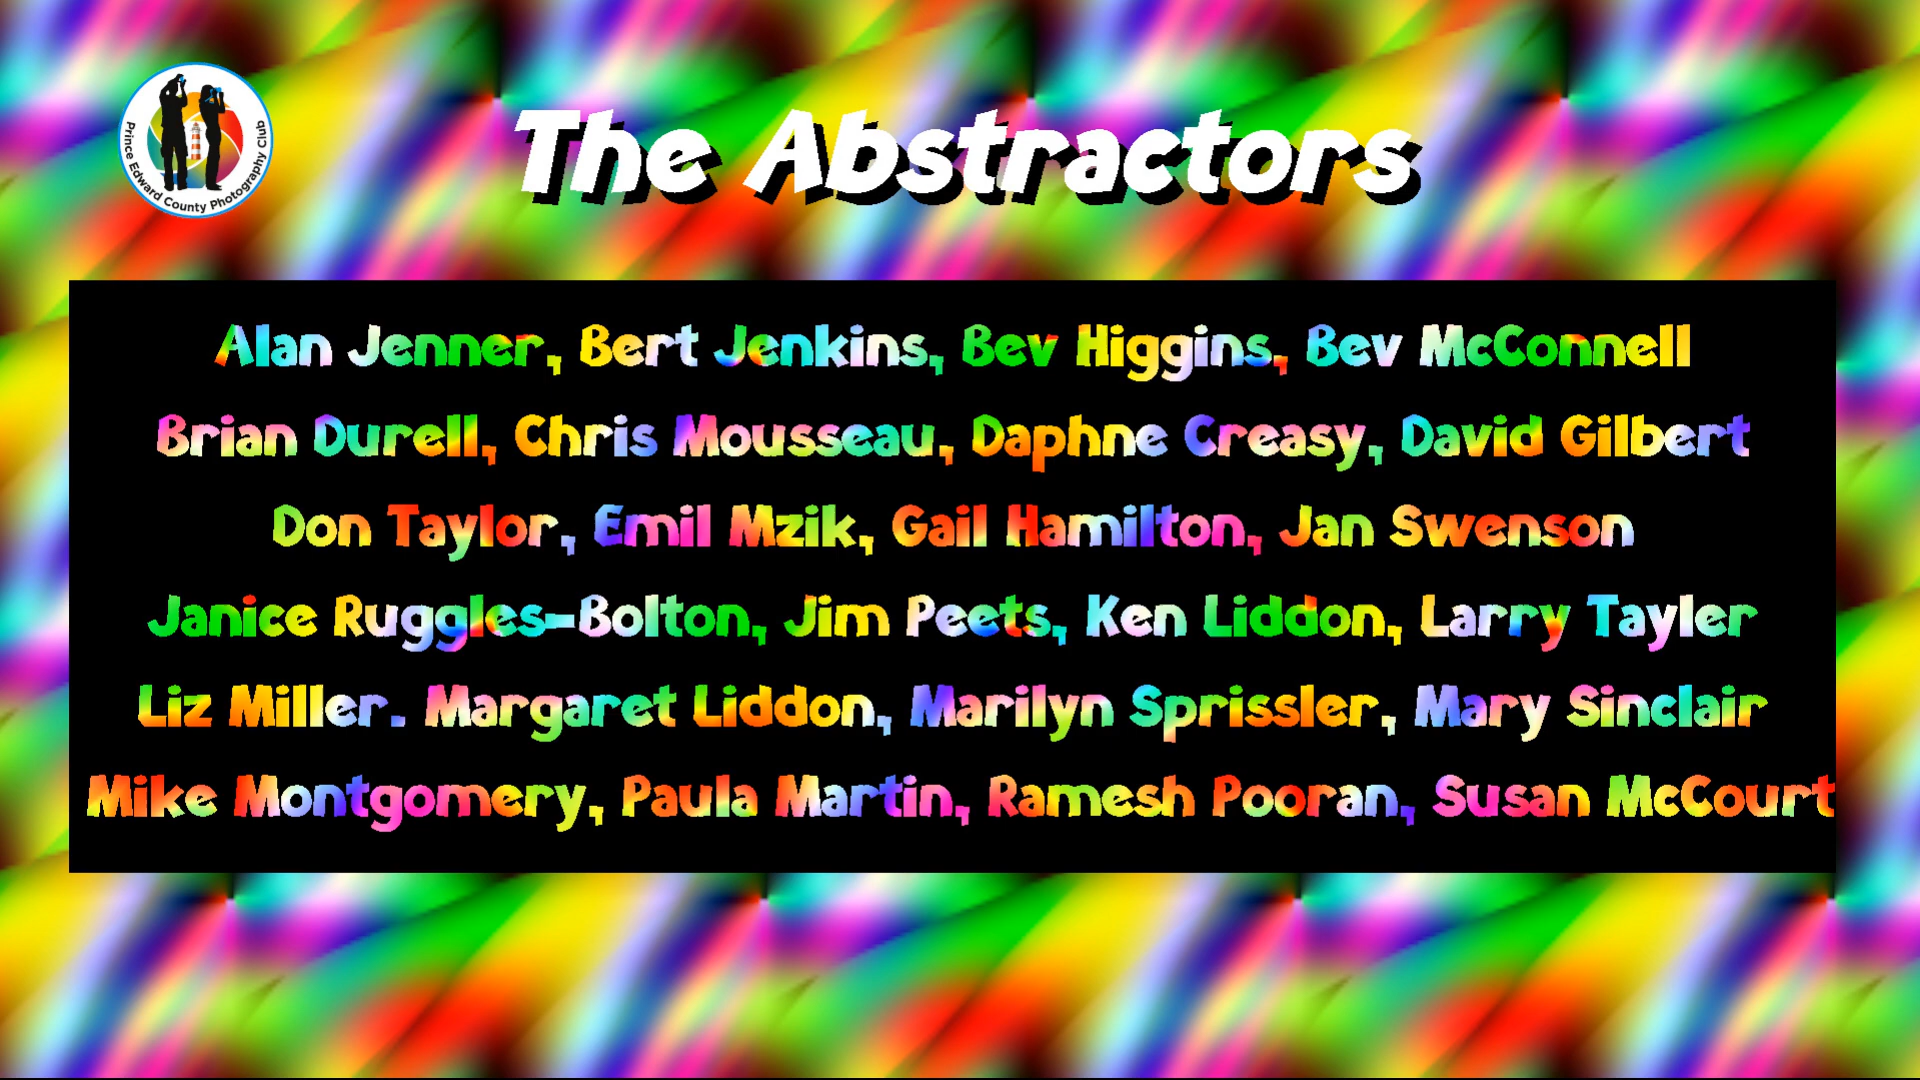 Prince Edward County Photography Club
The Abstractors
Alan Jenner, Bert Jenkins, Bev Higgins, Bev McConnell
Brian Durell, Chris Mousseau, Daphne Creasy, David Gilbert
Don Taylor, Emil Mzik, Gail Hamilton, Jan Swenson
Janice Ruggles-Bolton, Jim Peets, Ken Liddon, Larry Tayler
Liz Miller. Margaret Liddon, Marilyn Sprissler, Mary Sinclair
Mike Montgomery, Paula Martin, Ramesh Pooran, Susan McCourt